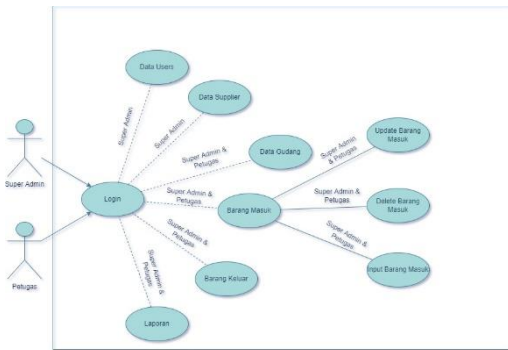 Data Users
Data Supplier
Super Admin
Super Admin
Super Admin &
Petugas
Data Gudang
Update Barang
Masuk
Super Admin
& Petugas
Super Admin
Login
Super Admin &
Petugas
Barang Masuk
Super Admin &
Petugas
Delete Barang
Masuk
Super Admin &
Petugas
Super Admin &
Petugas
Input Barang Masuk
Petugas
Super Admin &
Petugas
Barang Keluar
Laporan